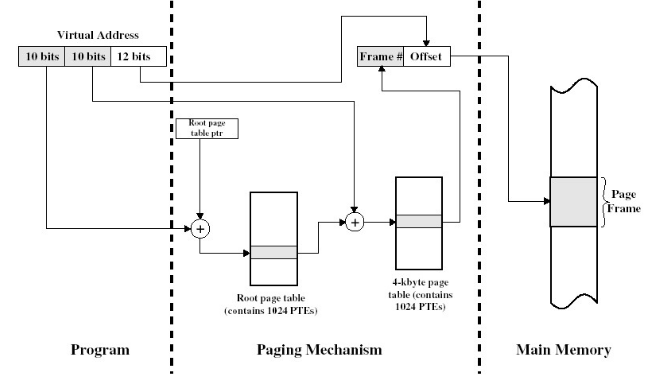 Virtual Address
10 bits 10 bits 12 bits
Frame # Offset
Root page
table ptr
+
+
Page
Frame
Root page table
(contains 1024 PTEs)
4-kbyte page
table (contains
1024 PTEs)
Program
Paging Mechanism
Main Memory